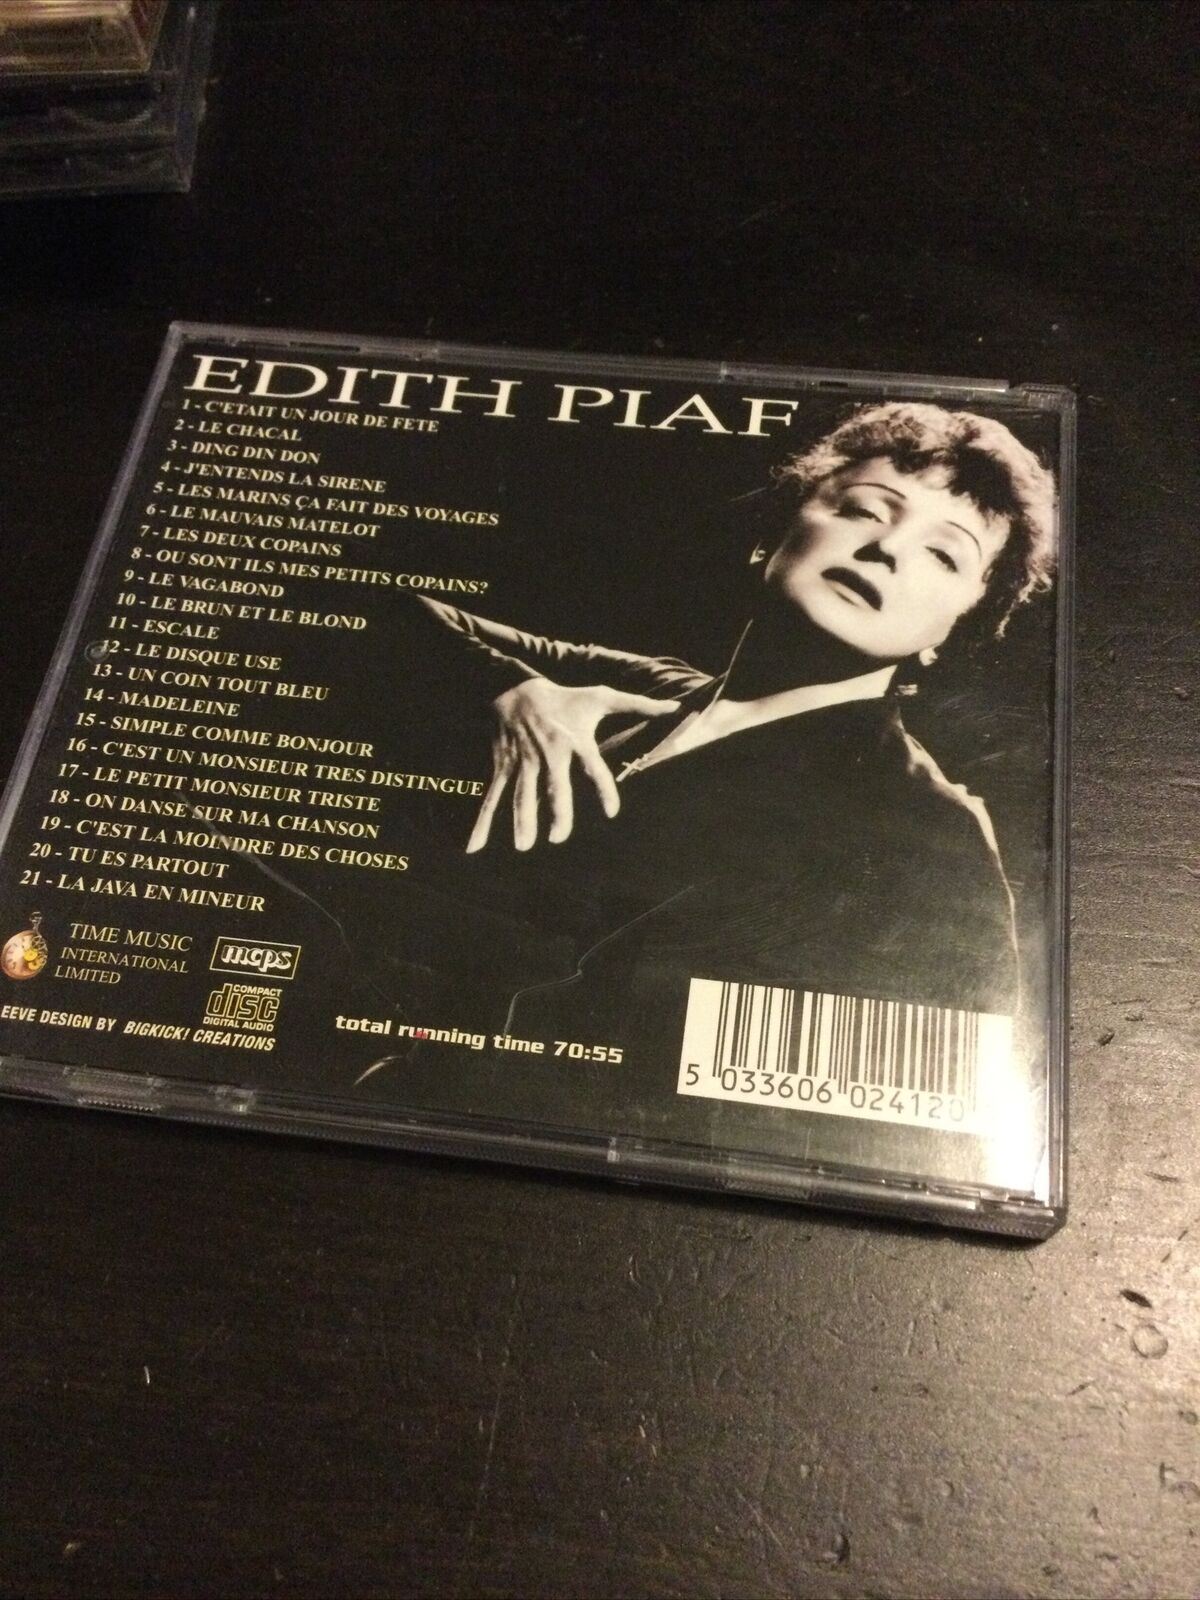 EDITH PIAF
1 - C'ETAIT UN JOUR DE FETE
2 - LE CHACAL
3 - DING DIN DON
4 - J'ENTENDS LA SIRENE
5 - LES MARINS ÇA FAIT DES VOYAGES
6 - LE MAUVAIS MATELOT
7 - LES DEUX COPAINS
8 - OU SONT ILS MES PETITS COPAINS?
9 - LE VAGABOND
10 - LE BRUN ET LE BLOND
11 - ESCALE
12 - LE DISQUE USE
13 - UN COIN TOUT BLEU
14 - MADELEINE
15 - SIMPLE COMME BONJOUR
16 - C'EST UN MONSIEUR TRES DISTINGUE
17 - LE PETIT MONSIEUR TRISTE
18 - ON DANSE SUR MA CHANSON
19 - C'EST LA MOINDRE DES CHOSES
20 - TU ES PARTOUT
21 - LA JAVA EN MINEUR
TIME MUSIC
INTERNATIONAL
LIMITED
mcps
COMPACT
disc
DIGITAL AUDIO
EEVE DESIGN BY BIGKICK! CREATIONS
total running time 70:55
5 033606 024120